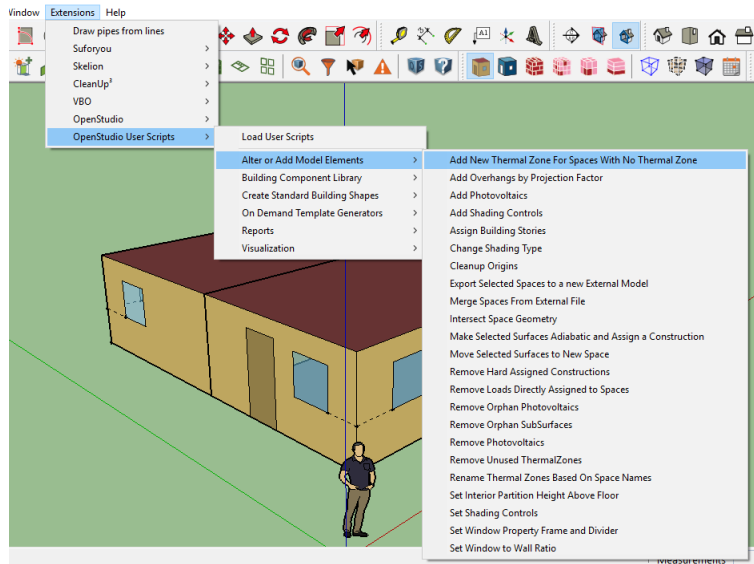 Window Extensions Help
Draw pipes from lines
Suforyou
Skelion
CleanUp³
VBO
OpenStudio
OpenStudio User Scripts
Load User Scripts
Alter or Add Model Elements
Building Component Library
Create Standard Building Shapes
On Demand Template Generators
Reports
Visualization
Add New Thermal Zone For Spaces With No Thermal Zone
Add Overhangs by Projection Factor
Add Photovoltaics
Add Shading Controls
Assign Building Stories
Change Shading Type
Cleanup Origins
Export Selected Spaces to a new External Model
Merge Spaces From External File
Intersect Space Geometry
Make Selected Surfaces Adiabatic and Assign a Construction
Move Selected Surfaces to New Space
Remove Hard Assigned Constructions
Remove Loads Directly Assigned to Spaces
Remove Orphan Photovoltaics
Remove Orphan SubSurfaces
Remove Photovoltaics
Remove Unused ThermalZones
Rename Thermal Zones Based On Space Names
Set Interior Partition Height Above Floor
Set Shading Controls
Set Window Property Frame and Divider
Set Window to Wall Ratio
Measurements